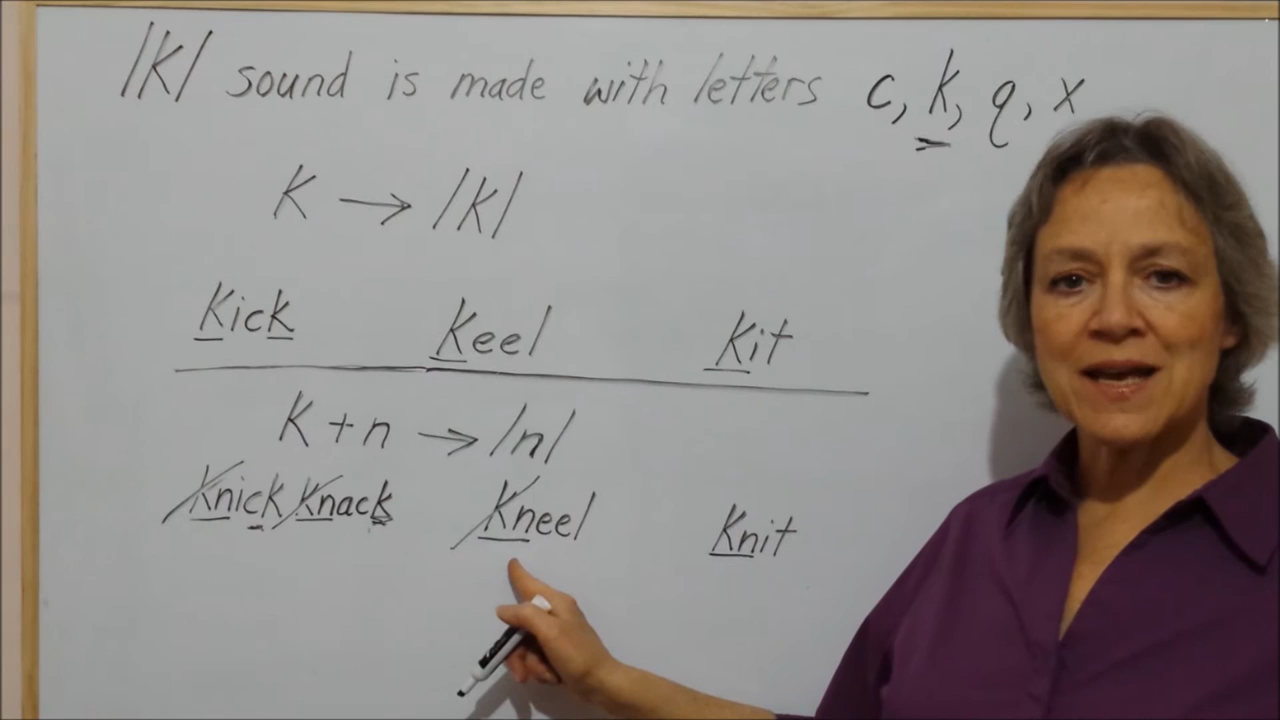 /K/ sound is made with letters c, k, q, x
K → /K/
Kick Keel Kit
K + n → /n/
Knick Knack Kneel Knit